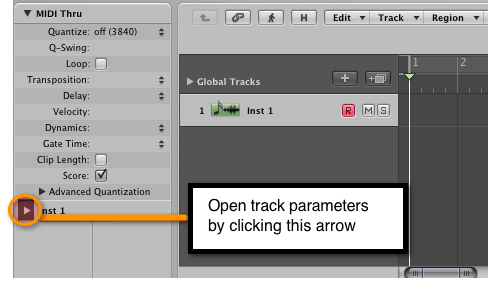 MIDI Thru
Quantize: off (3840)
Q-Swing:
Loop:
Transposition:
Delay:
Velocity:
Dynamics:
Gate Time:
Clip Length:
Score:
Advanced Quantization
Inst 1
H Edit Track Region
1 2
Global Tracks
1 Inst 1 R M S
Open track parameters
by clicking this arrow